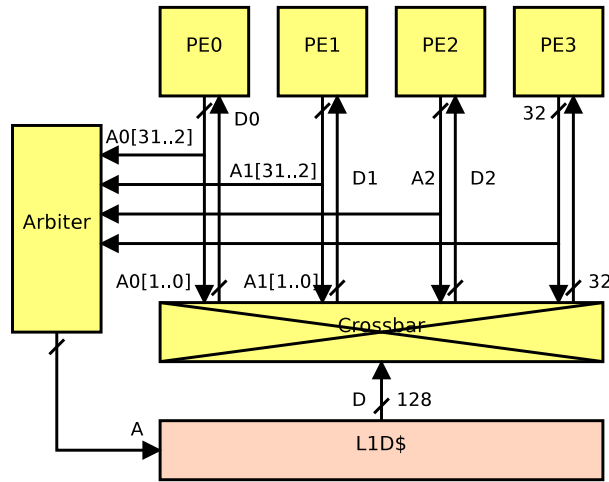 PE0
PE1
PE2
PE3
32
D0
A0[31..2]
A1[31..2]
D1
A2
D2
Arbiter
A0[1..0]
A1[1..0]
32
Crossbar
D
128
A
L1D$